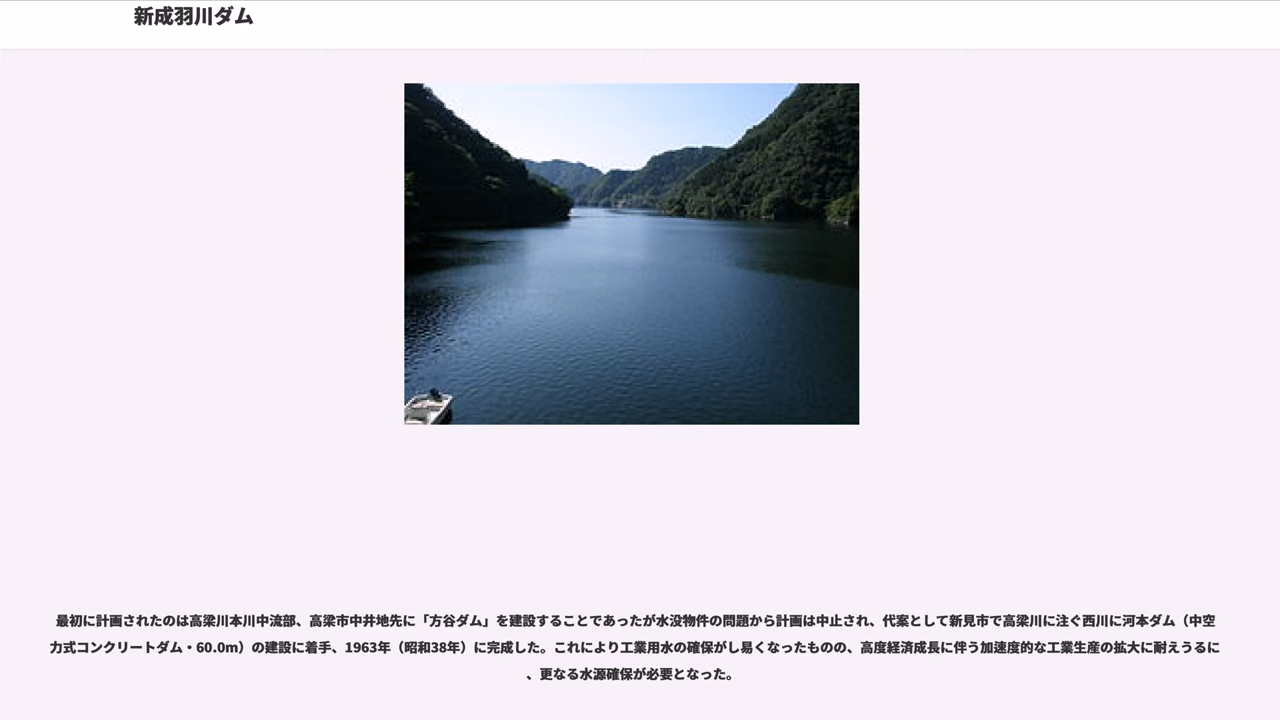 新成羽川ダム
最初に計画されたのは高梁川本川中流部、高梁市中井地先に「方谷ダム」を建設することであったが水没物件の問題から計画は中止され、代案として新見市で高梁川に注ぐ西川に河本ダム（中空
力式コンクリートダム・60.0m）の建設に着手、1963年（昭和38年）に完成した。これにより工業用水の確保がし易くなったものの、高度経済成長に伴う加速度的な工業生産の拡大に耐えうるに
、更なる水源確保が必要となった。